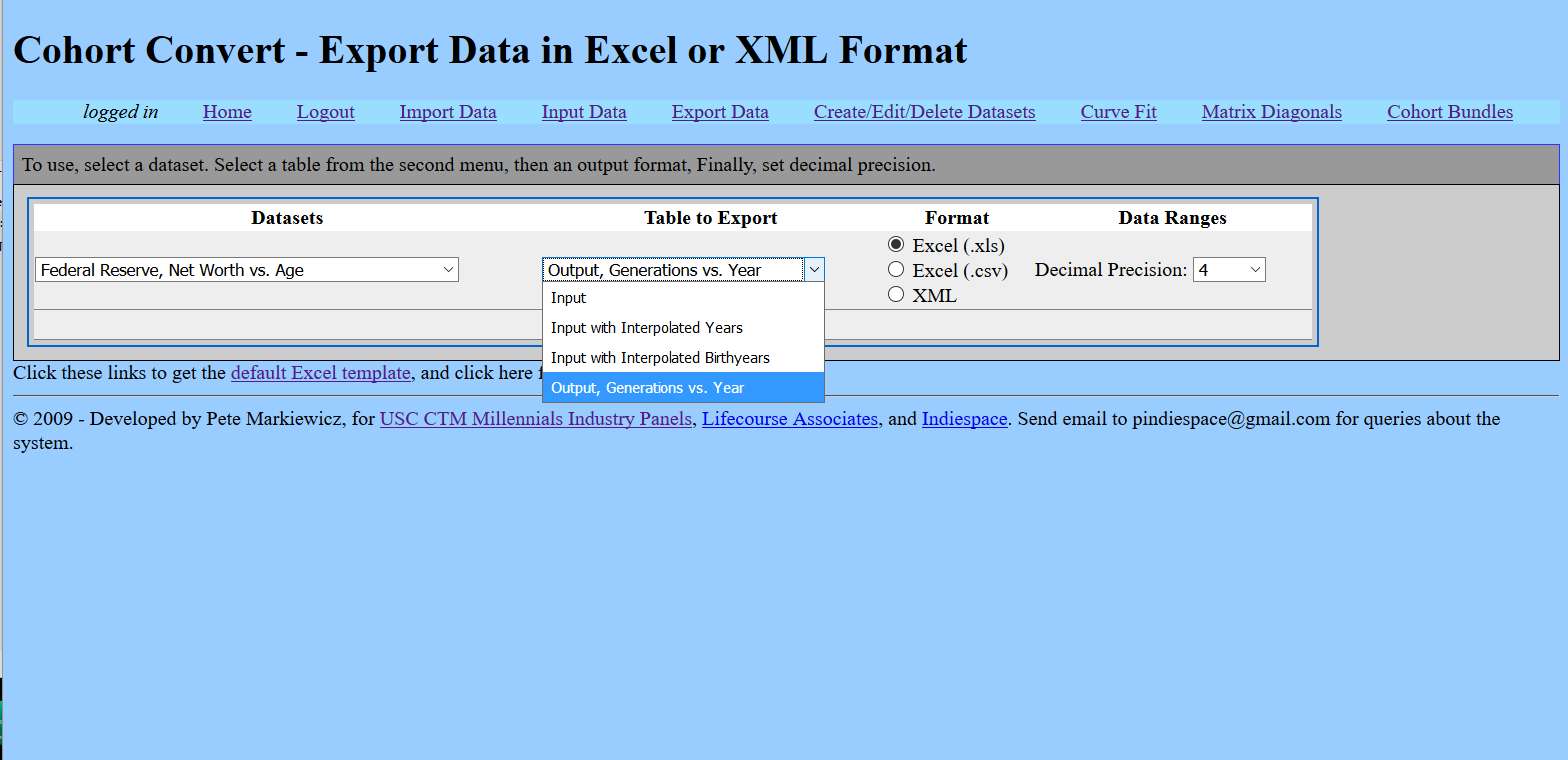 Cohort Convert - Export Data in Excel or XML Format
logged in Home Logout Import Data Input Data Export Data Create/Edit/Delete Datasets Curve Fit Matrix Diagonals Cohort Bundles
To use, select a dataset. Select a table from the second menu, then an output format, Finally, set decimal precision.
Datasets Table to Export Format Data Ranges
Excel (.xls)
Federal Reserve, Net Worth vs. Age Output, Generations vs. Year Excel (.csv) Decimal Precision: 4
XML
Input
Input with Interpolated Years
Input with Interpolated Birthyears
Output, Generations vs. Year
Click these links to get the default Excel template, and click here
© 2009 - Developed by Pete Markiewicz, for USC CTM Millennials Industry Panels, Lifecourse Associates, and Indiespace. Send email to pindiespace@gmail.com for queries about the
system.